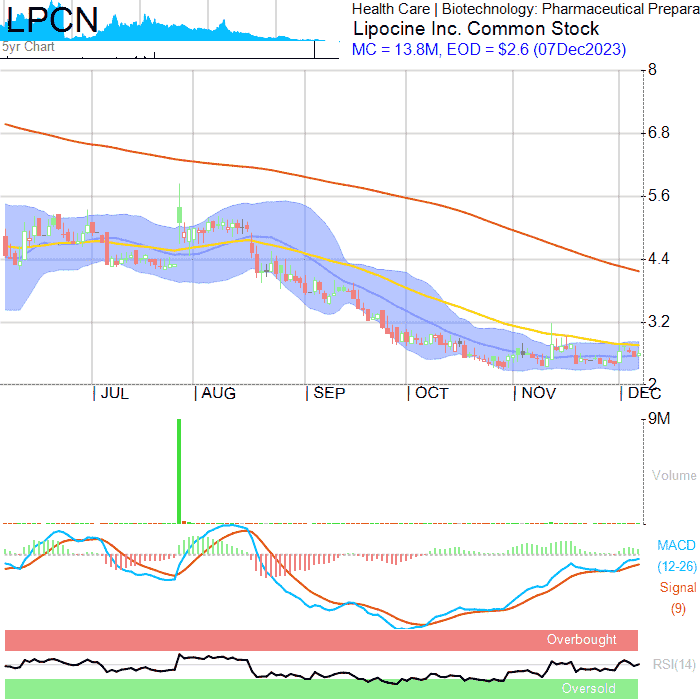 LPCN
5yr Chart
Health Care | Biotechnology: Pharmaceutical Prepara
Lipocine Inc. Common Stock
MC = 13.8M, EOD = $2.6 (07Dec2023)
8
6.8
5.6
4.4
3.2
2
JUL AUG SEP OCT NOV DEC
9M
Volume
MACD
(12-26)
Signal
(9)
Overbought
RSI(14)
Oversold